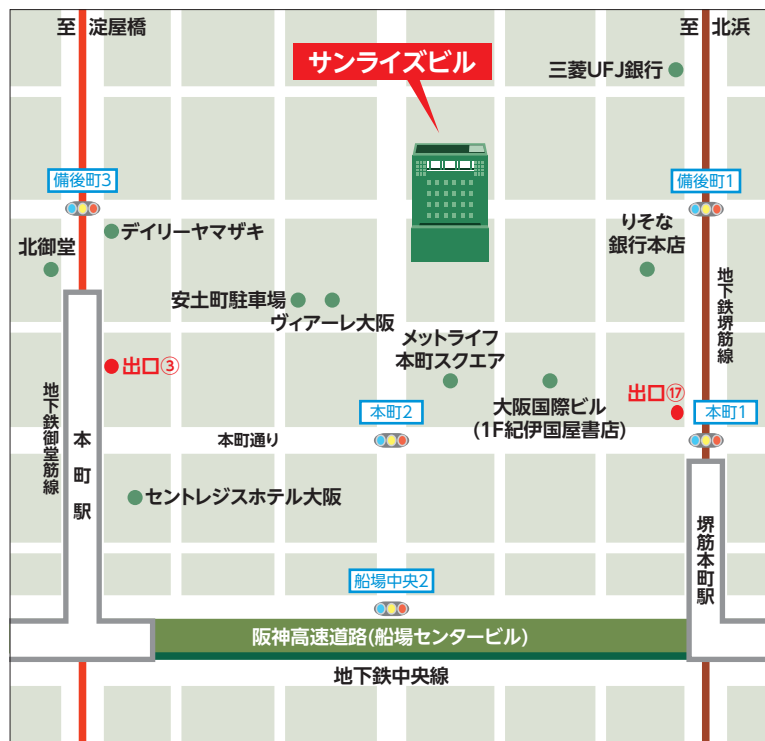 至 淀屋橋
至 北浜
サンライズビル
三菱UFJ銀行
備後町3
備後町1
デイリーヤマザキ
北御堂
りそな
銀行本店
安土町駐車場
ヴィアーレ大阪
地下鉄堺筋線
メットライフ
本町スクエア
出口③
出口⑰
大阪国際ビル
(1F紀伊国屋書店)
本町2
本町1
地下鉄御堂筋線
本町駅
本町通り
セントレジスホテル大阪
堺筋本町駅
船場中央2
阪神高速道路(船場センタービル)
地下鉄中央線